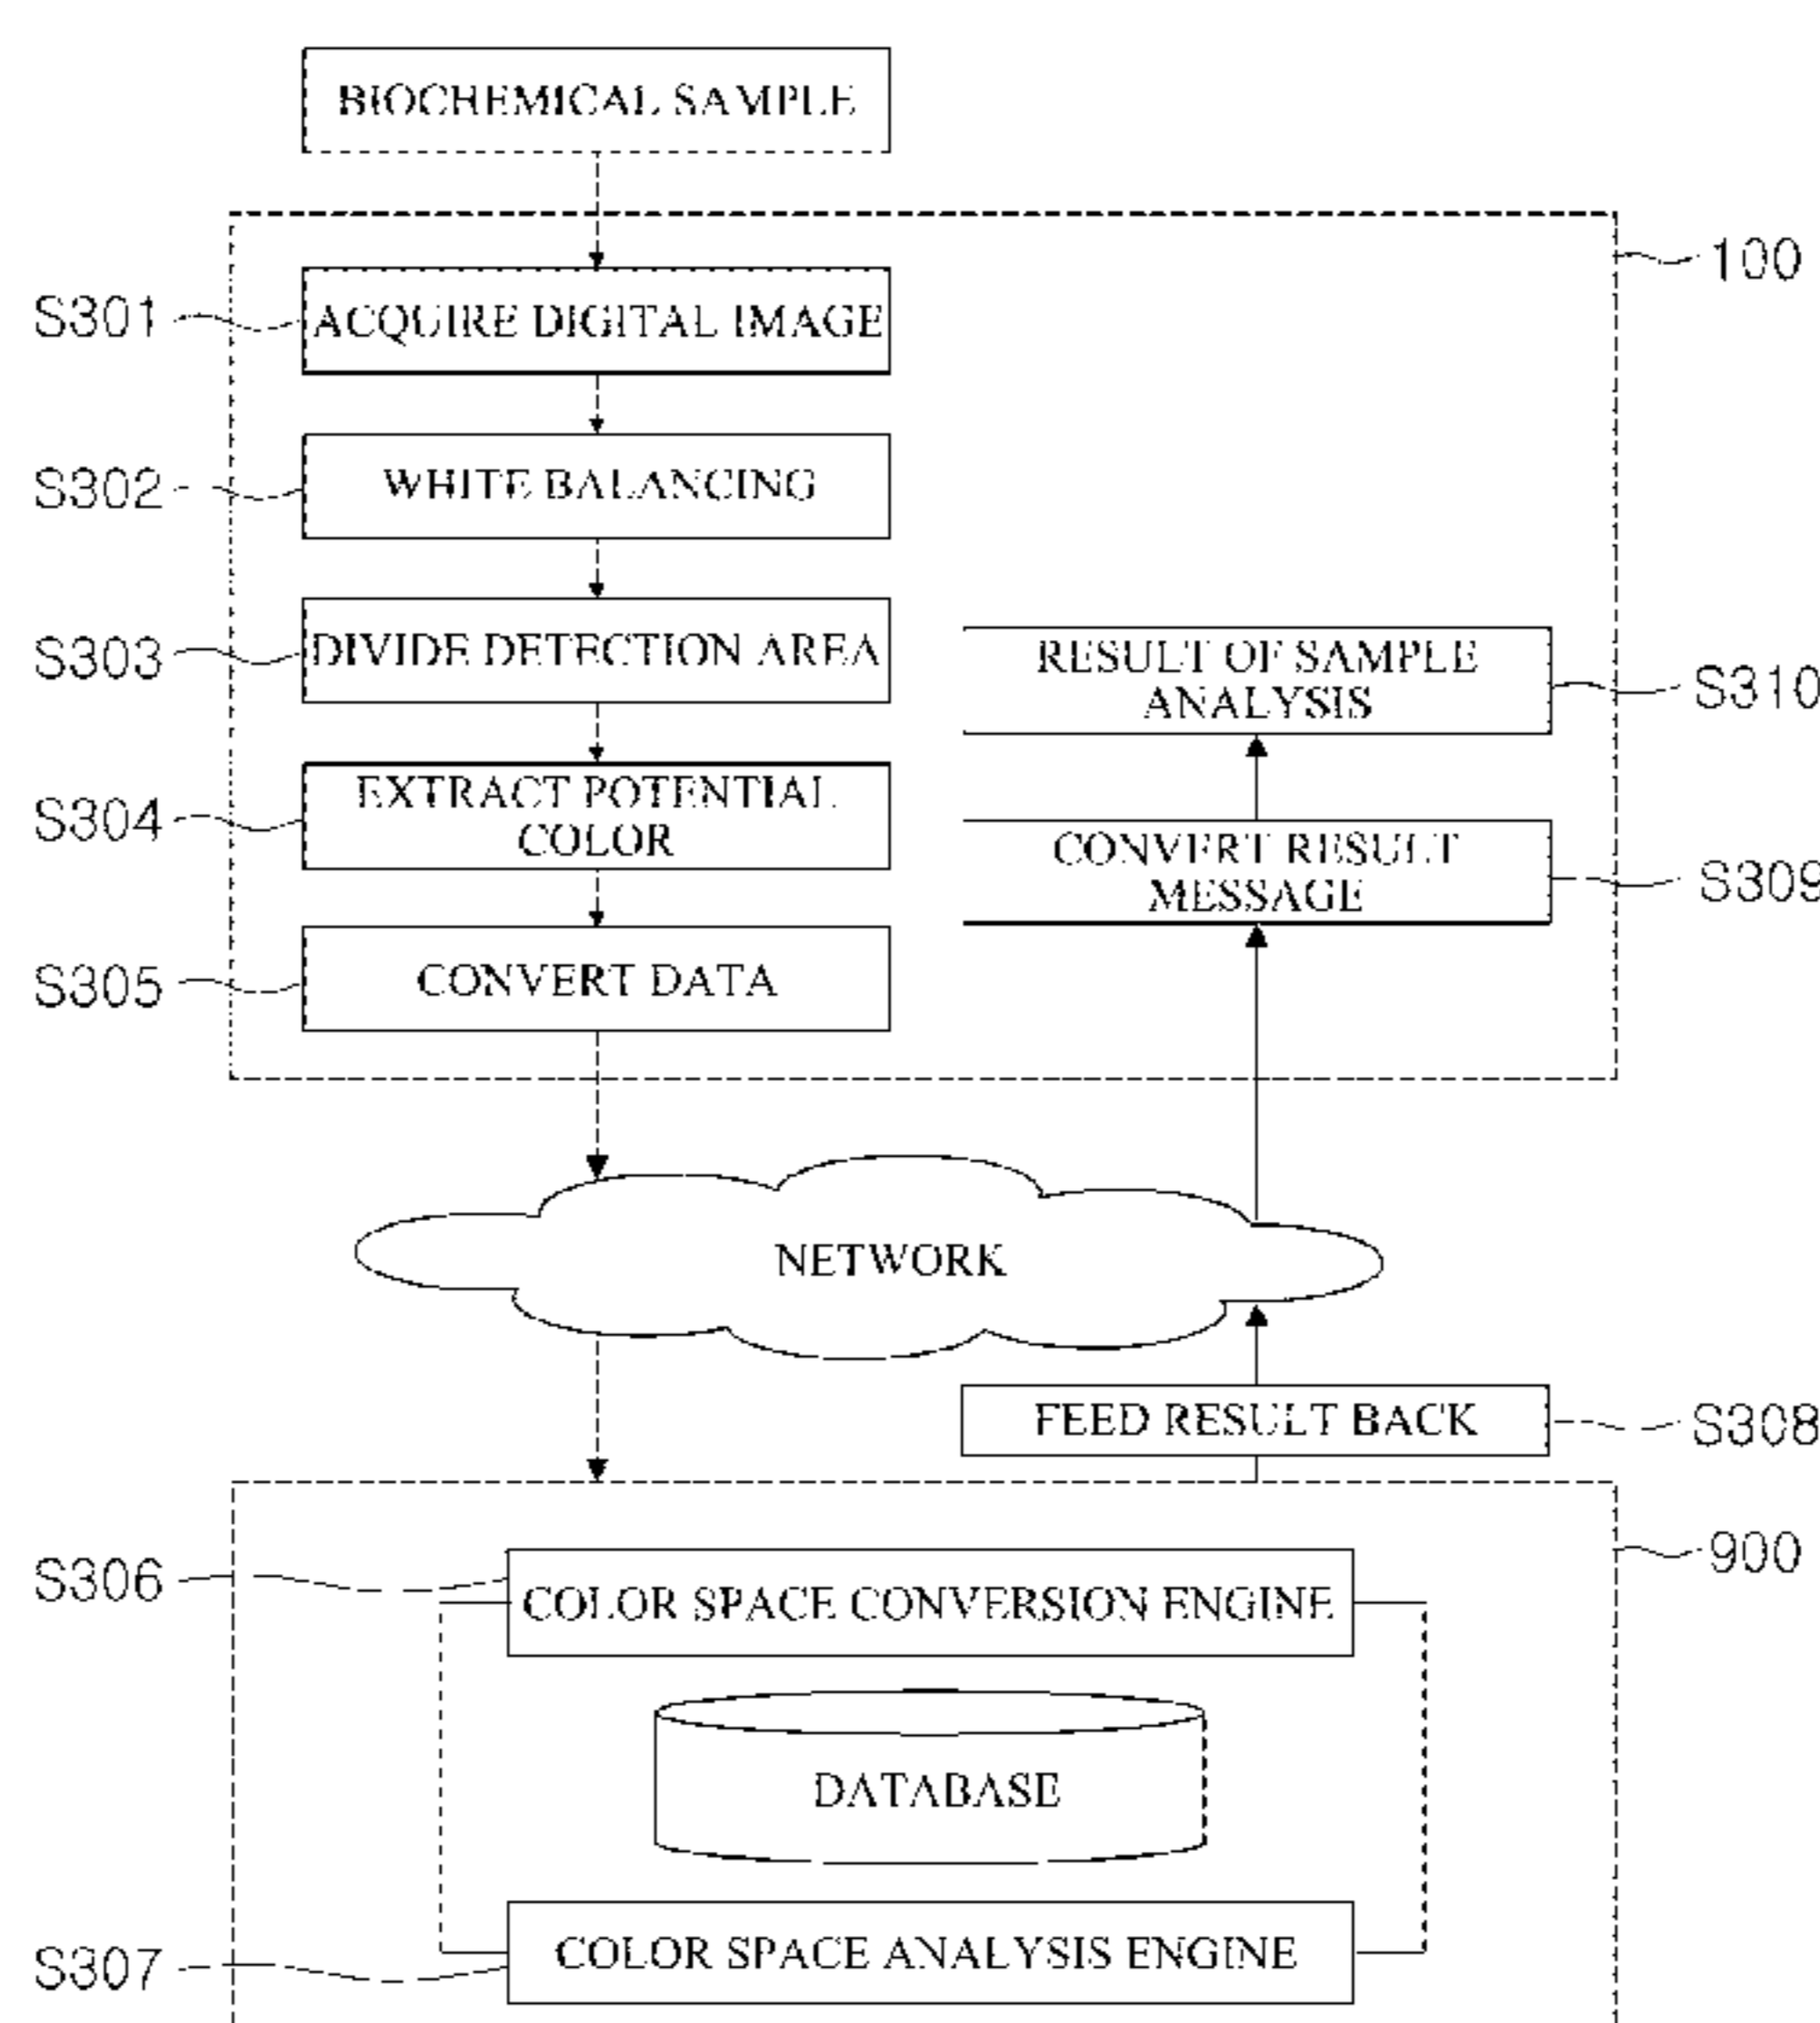 BIOCHEMICAL SAMPLE
100
S301
ACQUIRE DIGITAL IMAGE
S302
WHITE BALANCING
S303
DIVIDE DETECTION AREA
S304
EXTRACT POTENTIAL
COLOR
S305
CONVERT DATA
RESULT OF SAMPLE
ANALYSIS
S310
CONVERT RESULT
MESSAGE
S309
NETWORK
FEED RESULT BACK
S308
900
S306
COLOR SPACE CONVERSION ENGINE
DATABASE
S307
COLOR SPACE ANALYSIS ENGINE